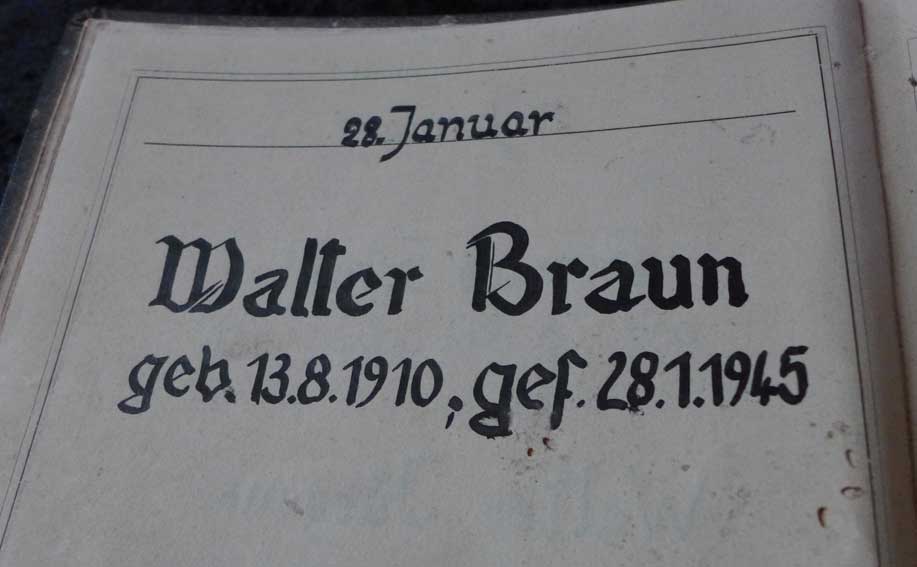 28. Januar
Walter Braun
geb. 13.8.1910, gef. 28.1.1945